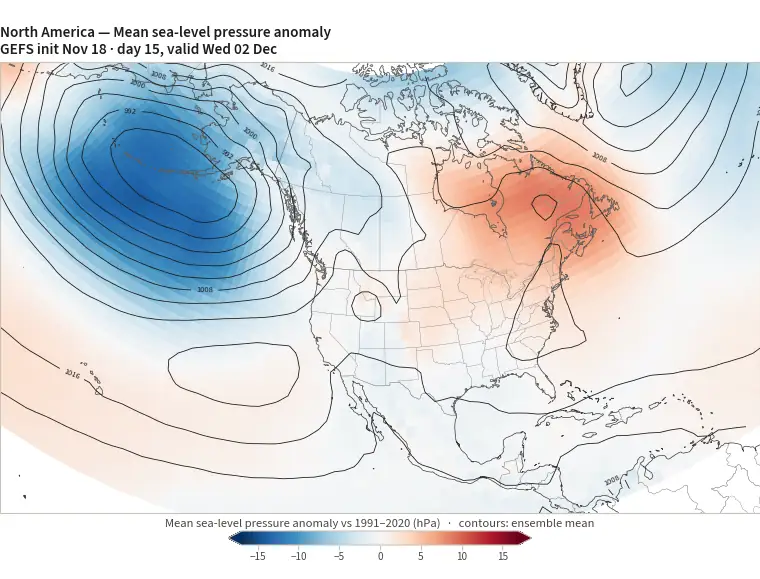 North America — Mean sea-level pressure anomaly
GEFS init Nov 18 · day 15, valid Wed 02 Dec
1016
1008
1000
992
1000
992
1008
1008
1016
1008
Mean sea-level pressure anomaly vs 1991–2020 (hPa) · contours: ensemble mean
−15 −10 −5 0 5 10 15